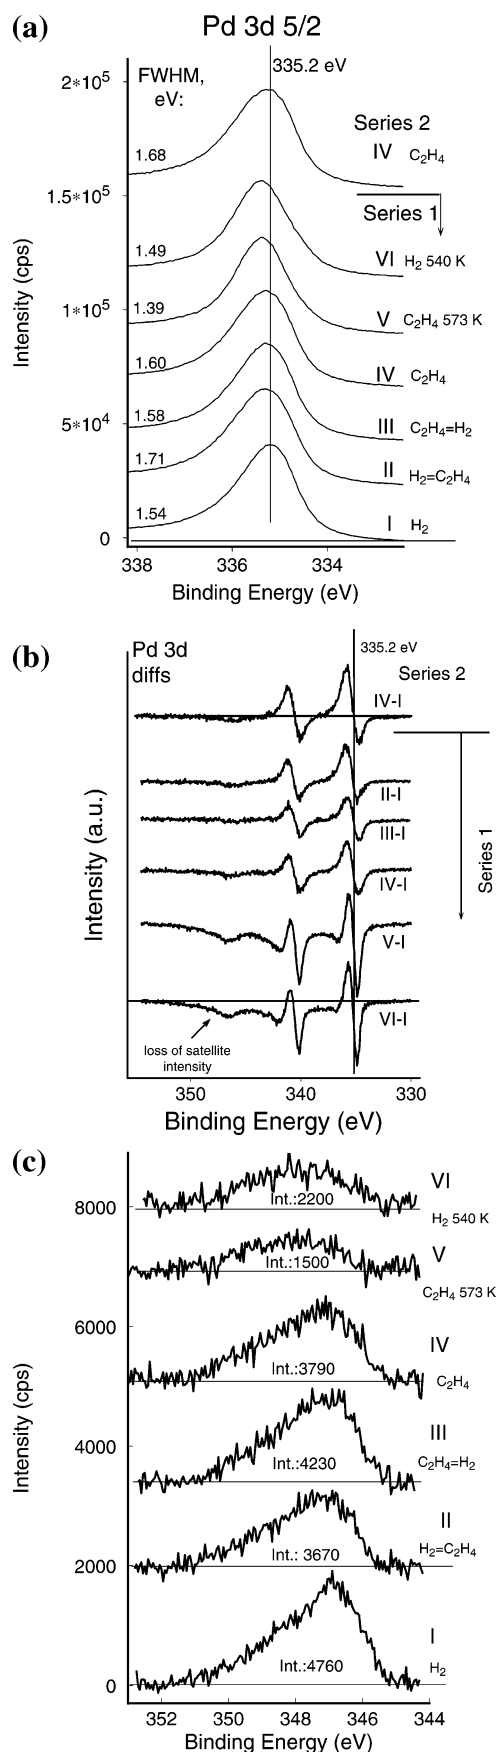 (a)
Pd 3d 5/2
335.2 eV
FWHM,
eV:
2*10⁵
1.5*10⁵
1*10⁵
5*10⁴
0
Intensity (cps)
1.68
1.49
1.39
1.60
1.58
1.71
1.54
Series 2
IV C₂H₄
Series 1
VI H₂ 540 K
V C₂H₄ 573 K
IV C₂H₄
III C₂H₄=H₂
II H₂=C₂H₄
I H₂
338 336 334
Binding Energy (eV)
(b)
Pd 3d
diffs
335.2 eV
Series 2
IV-I
II-I
III-I
IV-I
V-I
VI-I
Series 1
Intensity (a.u.)
loss of satellite
intensity
350 340 330
Binding Energy (eV)
(c)
8000
6000
4000
2000
0
Intensity (cps)
Int.:2200
VI
H₂ 540 K
Int.:1500
V
C₂H₄ 573 K
Int.:3790
IV
C₂H₄
Int.:4230
III
C₂H₄=H₂
Int.: 3670
II
H₂=C₂H₄
Int.:4760
I
H₂
352 350 348 346 344
Binding Energy (eV)